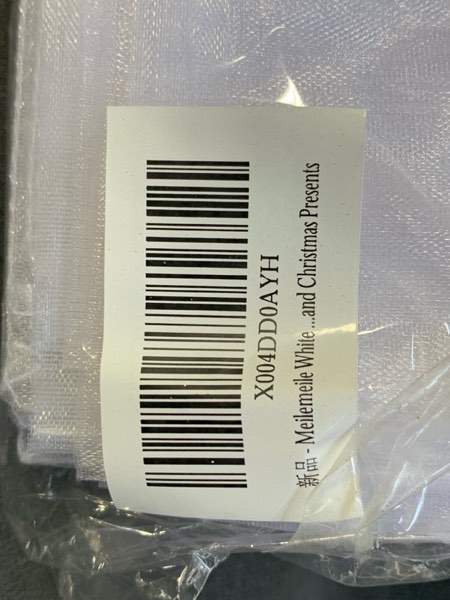 X004DD0AYH
新品 - Meilemeile White ...and Christmas Presents